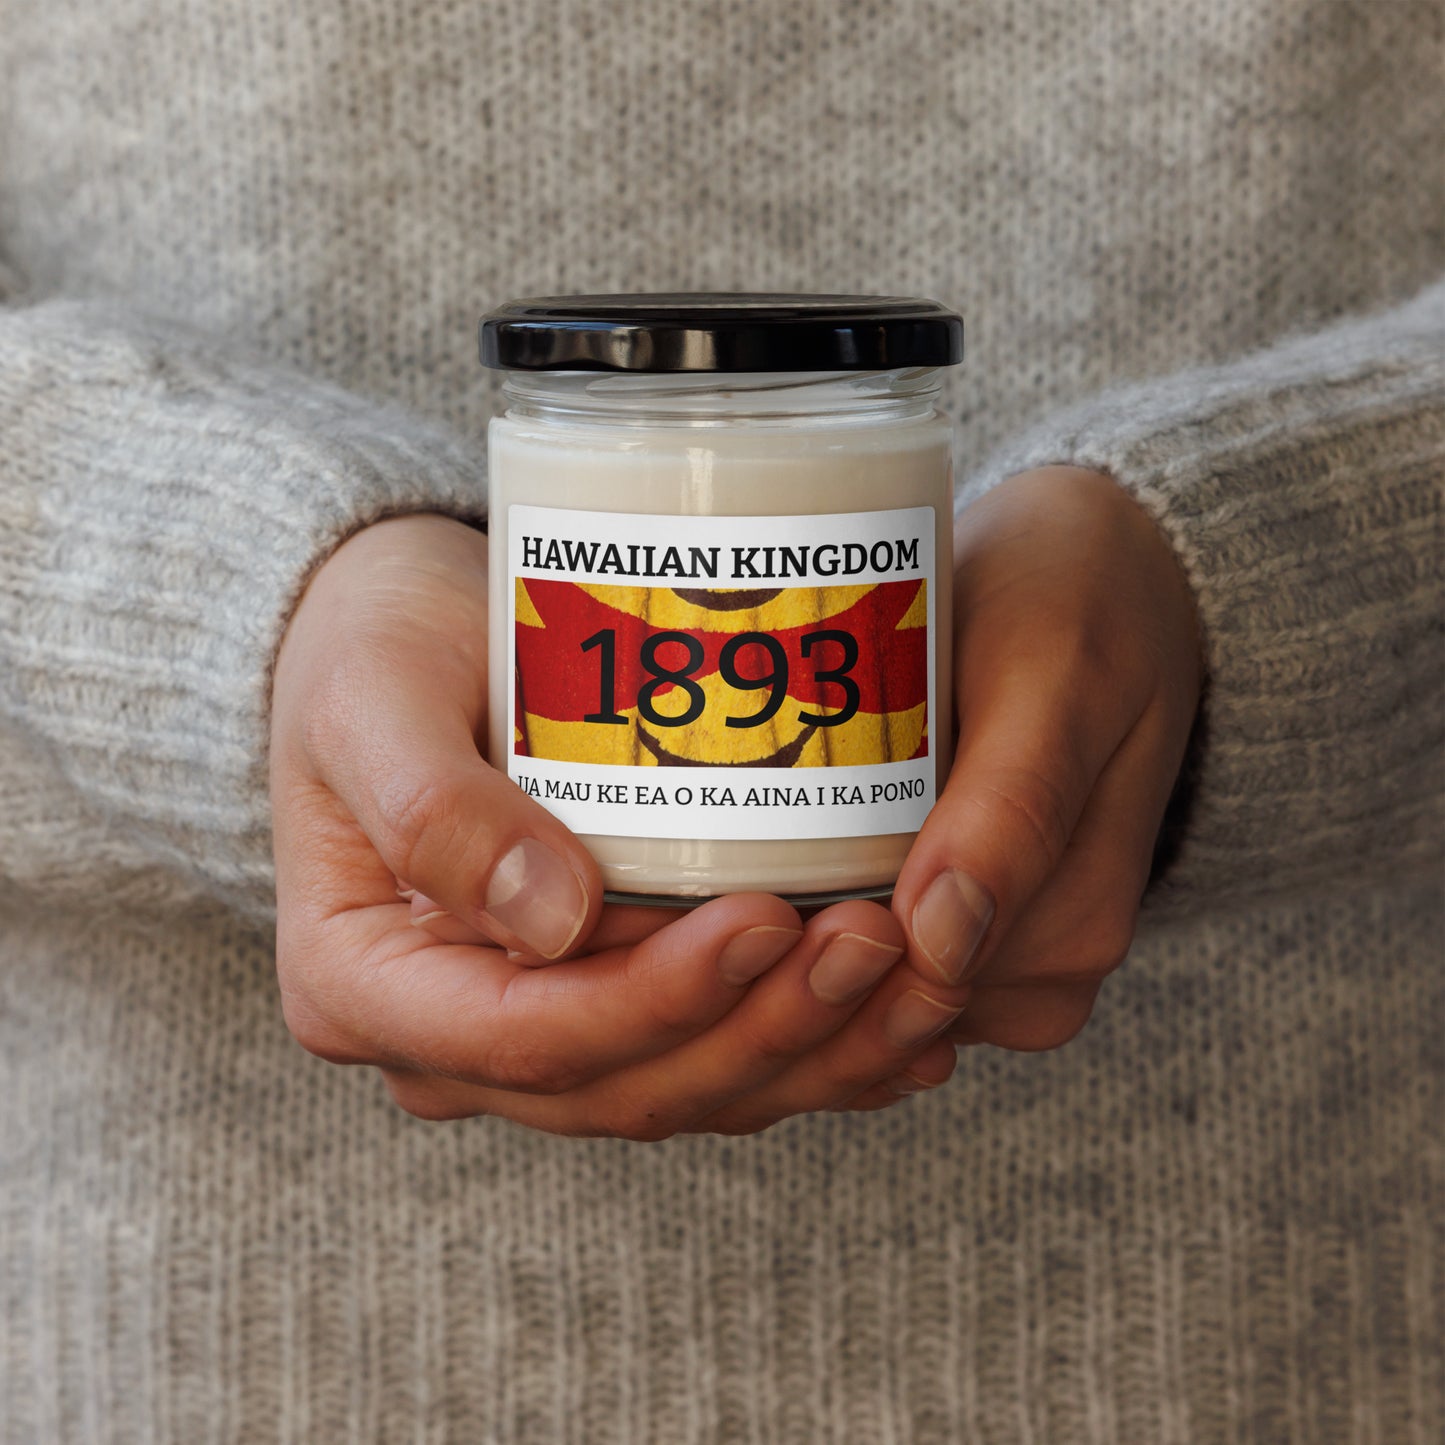 HAWAIIAN KINGDOM
1893
UA MAU KE EA O KA AINA I KA PONO